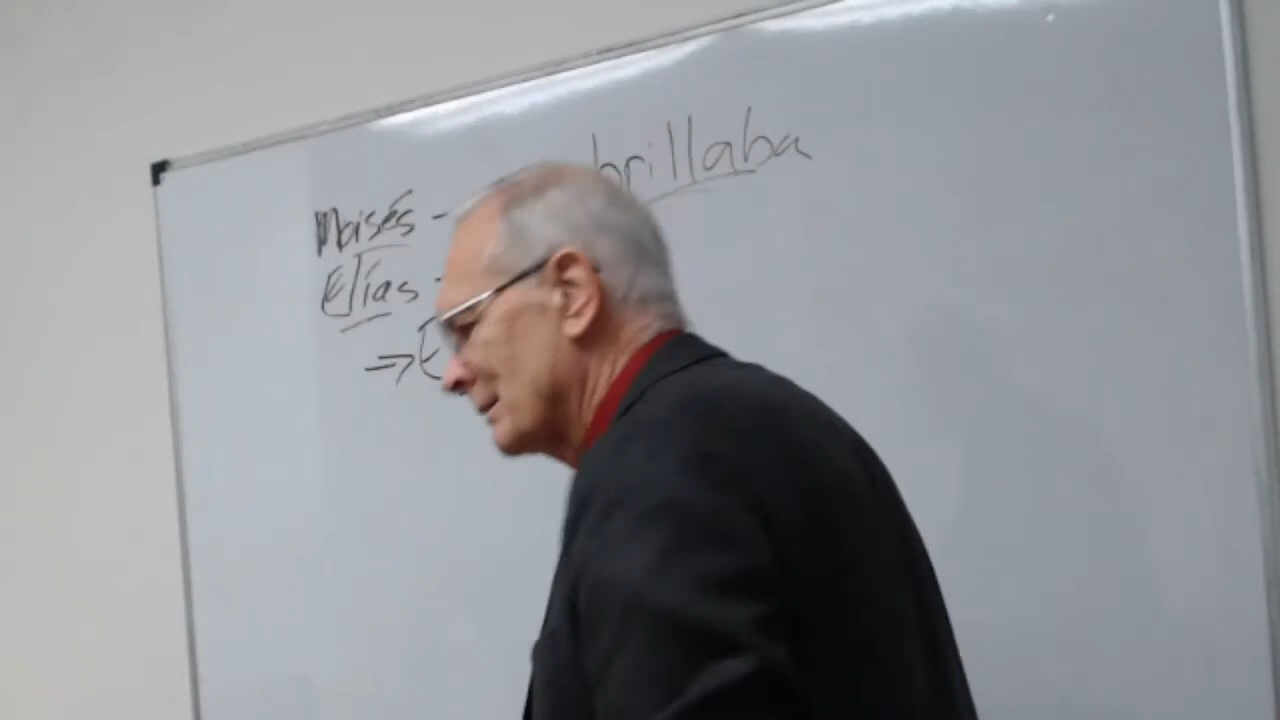 brillaba
Moisés -
Elías -
⇒